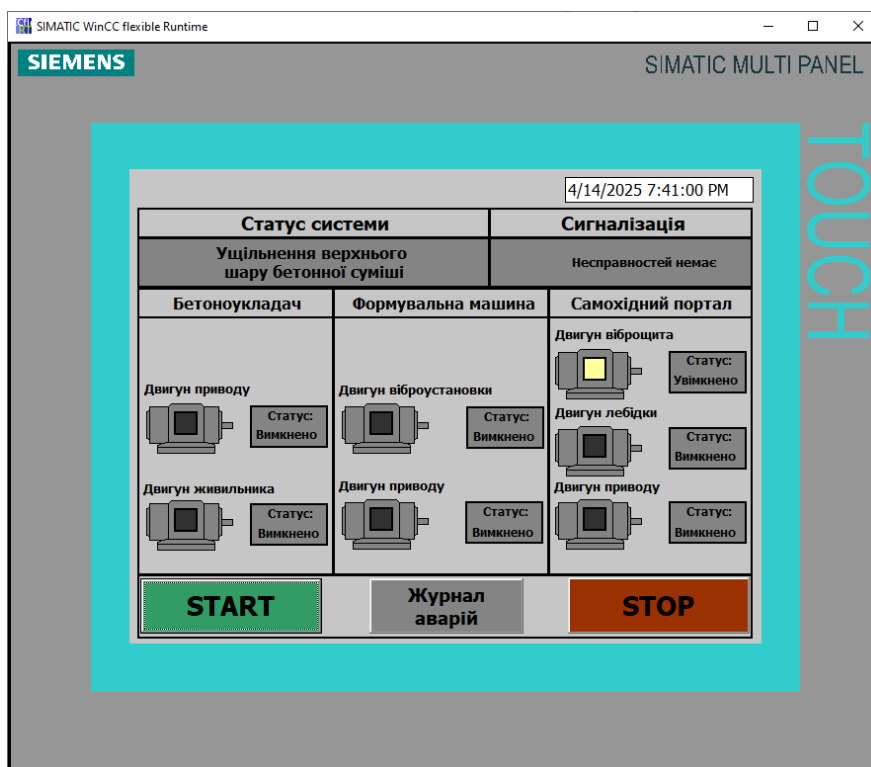 SIMATIC WinCC flexible Runtime
SIEMENS
SIMATIC MULTI PANEL
TOUCH
4/14/2025 7:41:00 PM
Статус системи
Сигналізація
Ущільнення верхнього
шару бетонної суміші
Несправностей немає
Бетоноукладач
Формувальна машина
Самохідний портал
Двигун приводу
Статус:
Вимкнено
Двигун живильника
Статус:
Вимкнено
Двигун віброустановки
Статус:
Вимкнено
Двигун приводу
Статус:
Вимкнено
Двигун віброщита
Статус:
Увімкнено
Двигун лебідки
Статус:
Вимкнено
Двигун приводу
Статус:
Вимкнено
START
Журнал
аварій
STOP